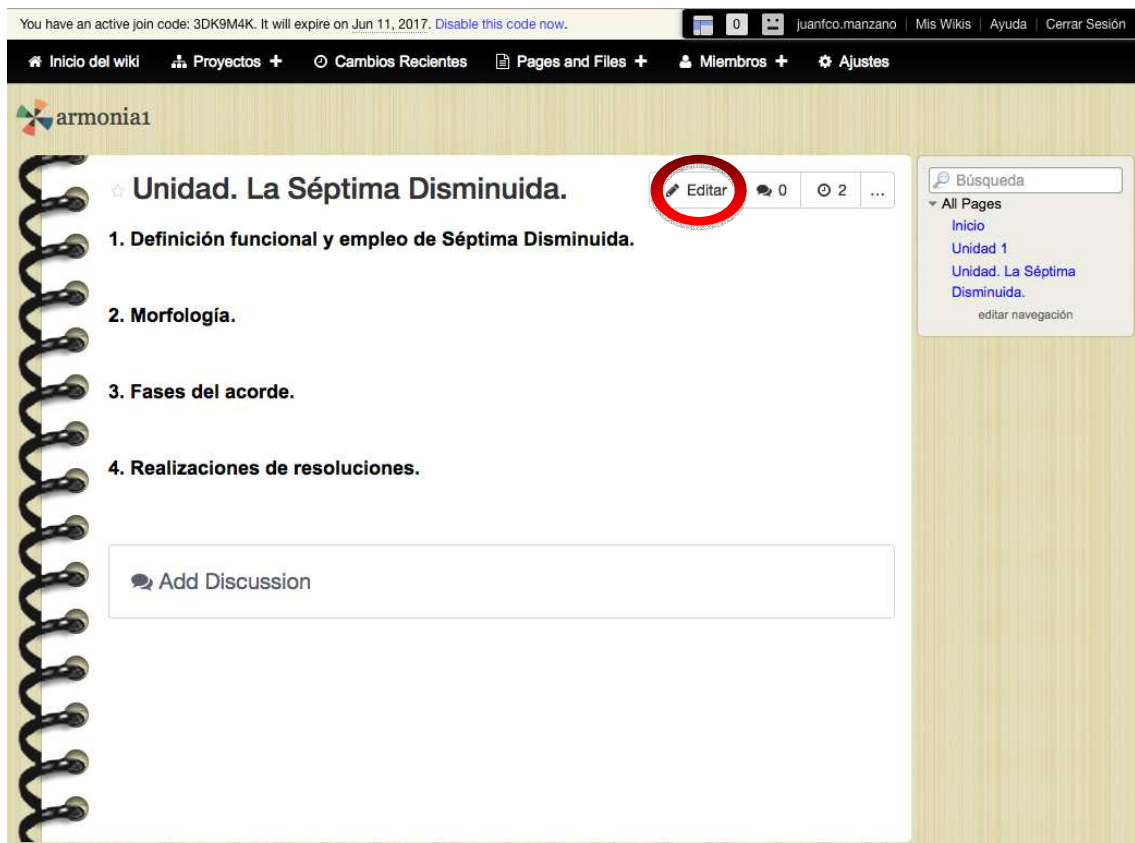 You have an active join code: 3DK9M4K. It will expire on Jun 11, 2017. Disable this code now.
0 juanfco.manzano Mis Wikis Ayuda Cerrar Sesión
Inicio del wiki Proyectos + Cambios Recientes Pages and Files + Miembros + Ajustes
armonia1
Unidad. La Séptima Disminuida.
Editar 0 2 ...
1. Definición funcional y empleo de Séptima Disminuida.
2. Morfología.
3. Fases del acorde.
4. Realizaciones de resoluciones.
Add Discussion
Búsqueda
All Pages
Inicio
Unidad 1
Unidad. La Séptima
Disminuida.
editar navegación